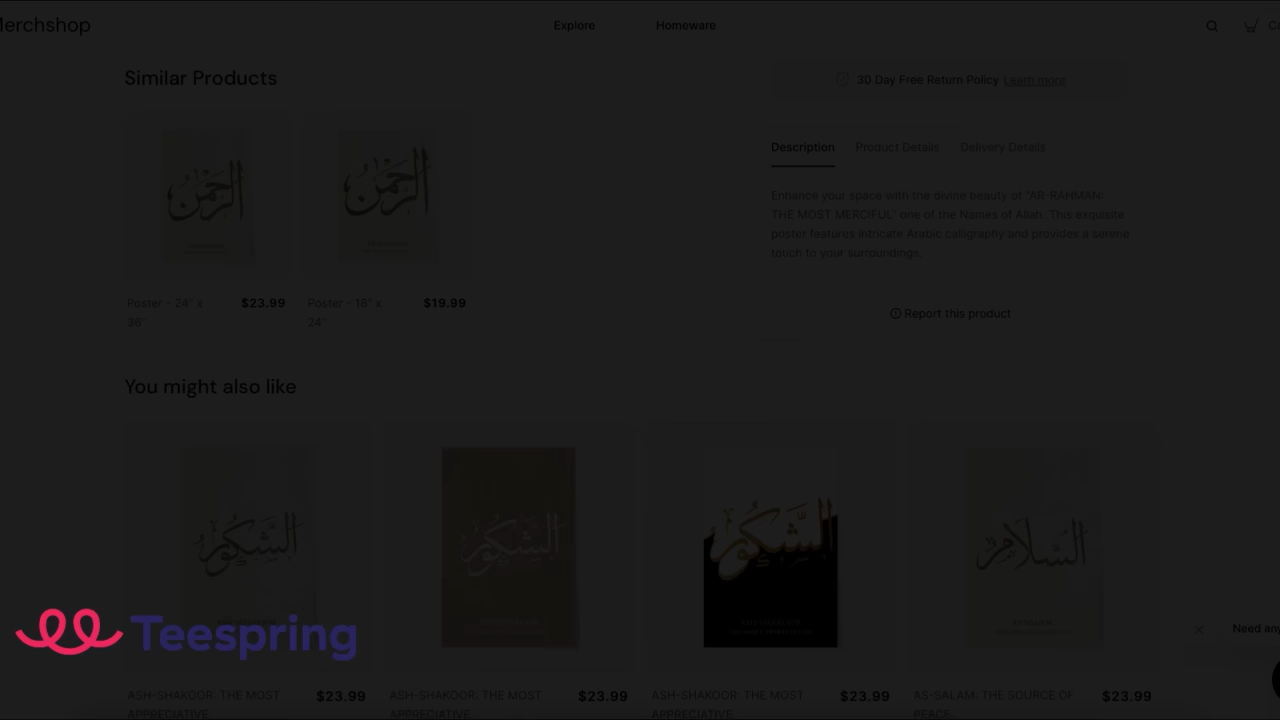 Merchshop
Explore
Homeware
Similar Products
30 Day Free Return Policy Learn more
Description
Product Details
Delivery Details
Enhance your space with the divine beauty of 'AR-RAHMAN:
THE MOST MERCIFUL' one of the Names of Allah. This exquisite
poster features intricate Arabic calligraphy and provides a serene
touch to your surroundings.
Report this product
الرحمن
الرحمن
Poster - 24" x
36"
$23.99
Poster - 18" x
24"
$19.99
You might also like
الشكور
الشكور
الشكور
السلام
Teespring
Need
ASH-SHAKOOR: THE MOST
APPRECIATIVE
$23.99
ASH-SHAKOOR: THE MOST
APPRECIATIVE
$23.99
ASH-SHAKOOR: THE MOST
APPRECIATIVE
$23.99
AS-SALAM: THE SOURCE OF
PEACE
$23.99